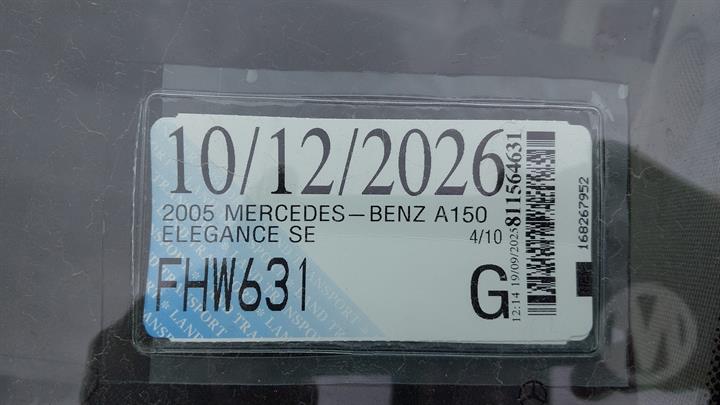 10/12/2026
2005 MERCEDES-BENZ A150
ELEGANCE SE 4/10
FHW631 G
12:14 19/09/2025
811564631
168267952